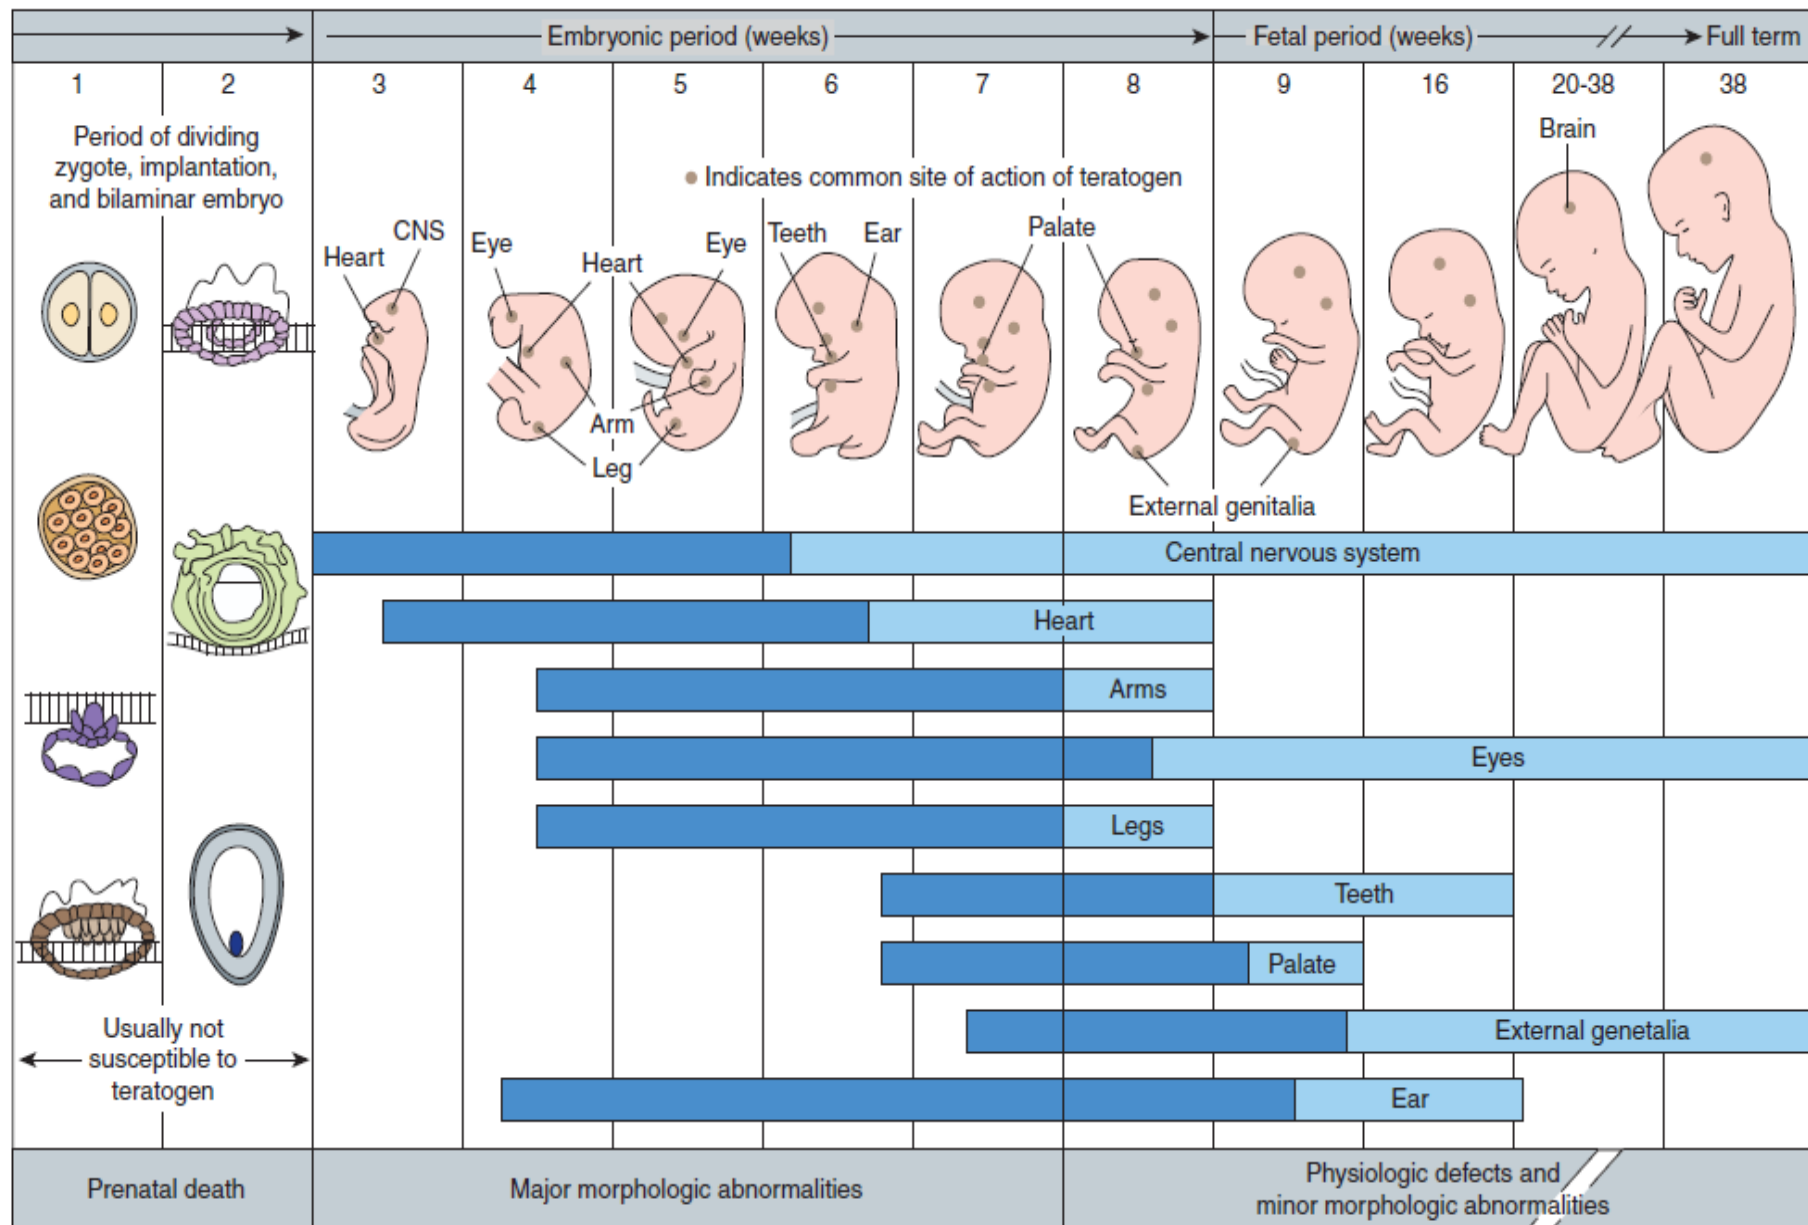 Embryonic period (weeks)
Fetal period (weeks)
Full term
1
2
3
4
5
6
7
8
9
16
20-38
38
Period of dividing
zygote, implantation,
and bilaminar embryo
• Indicates common site of action of teratogen
Brain
Heart
CNS
Eye
Heart
Eye
Teeth
Ear
Palate
Arm
Leg
External genitalia
Central nervous system
Heart
Arms
Eyes
Legs
Teeth
Palate
External genetalia
Ear
Usually not
susceptible to
teratogen
Prenatal death
Major morphologic abnormalities
Physiologic defects and
minor morphologic abnormalities